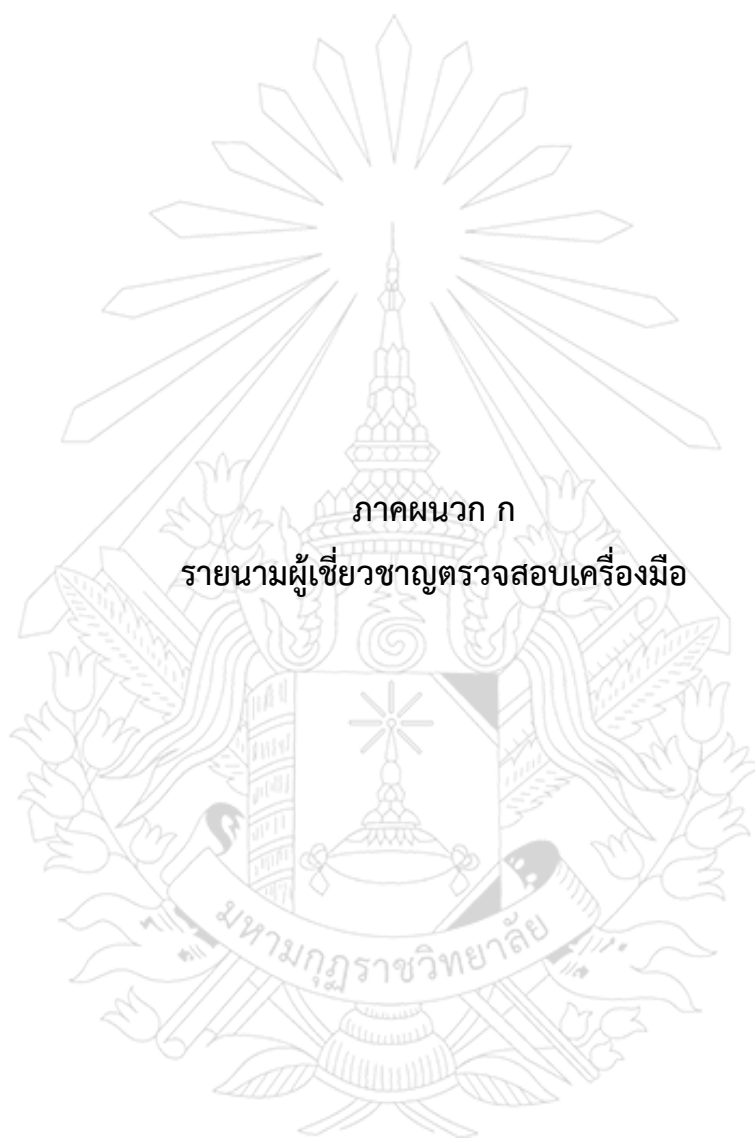 ภาคผนวก ก
รายนามผู้เชี่ยวชาญตรวจสอบเครื่องมือ
มหามกุฏราชวิทยาลัย